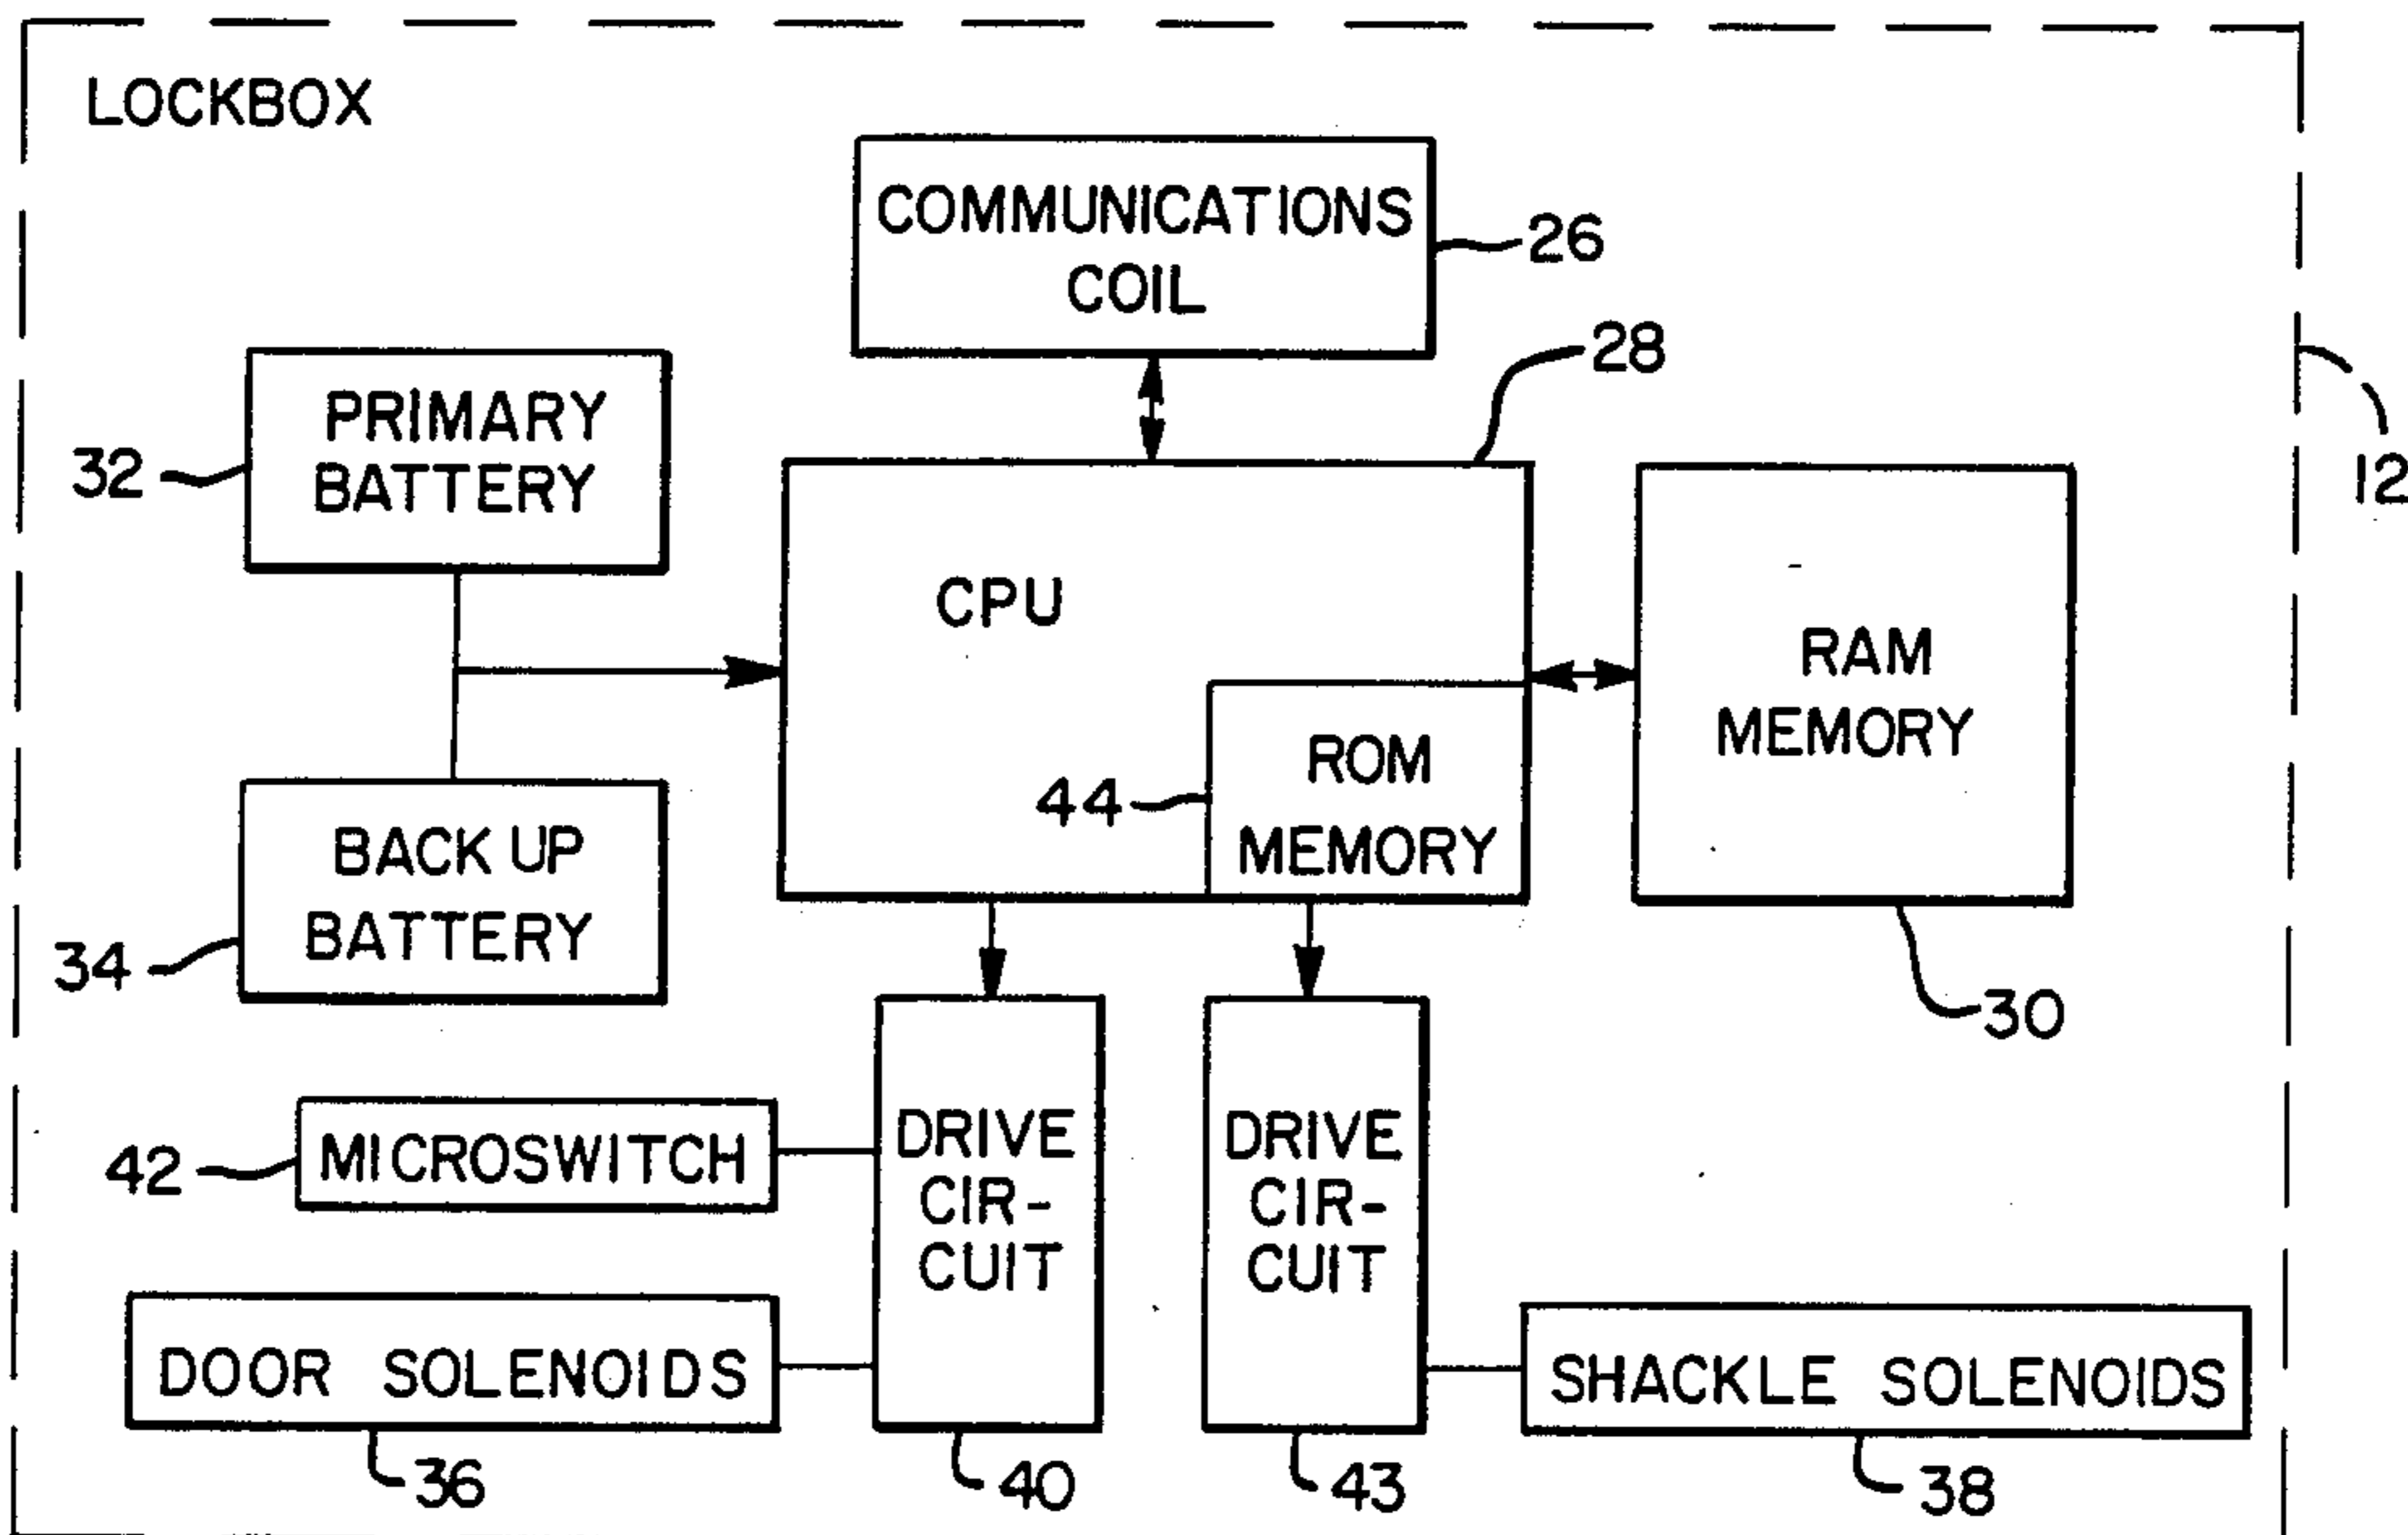 LOCKBOX
COMMUNICATIONS
COIL
26
28
12
PRIMARY
BATTERY
32
CPU
RAM
MEMORY
30
ROM
MEMORY
44
BACK UP
BATTERY
34
MICROSWITCH
42
DRIVE
CIR-
CUIT
40
DRIVE
CIR-
CUIT
43
DOOR SOLENOIDS
36
SHACKLE SOLENOIDS
38